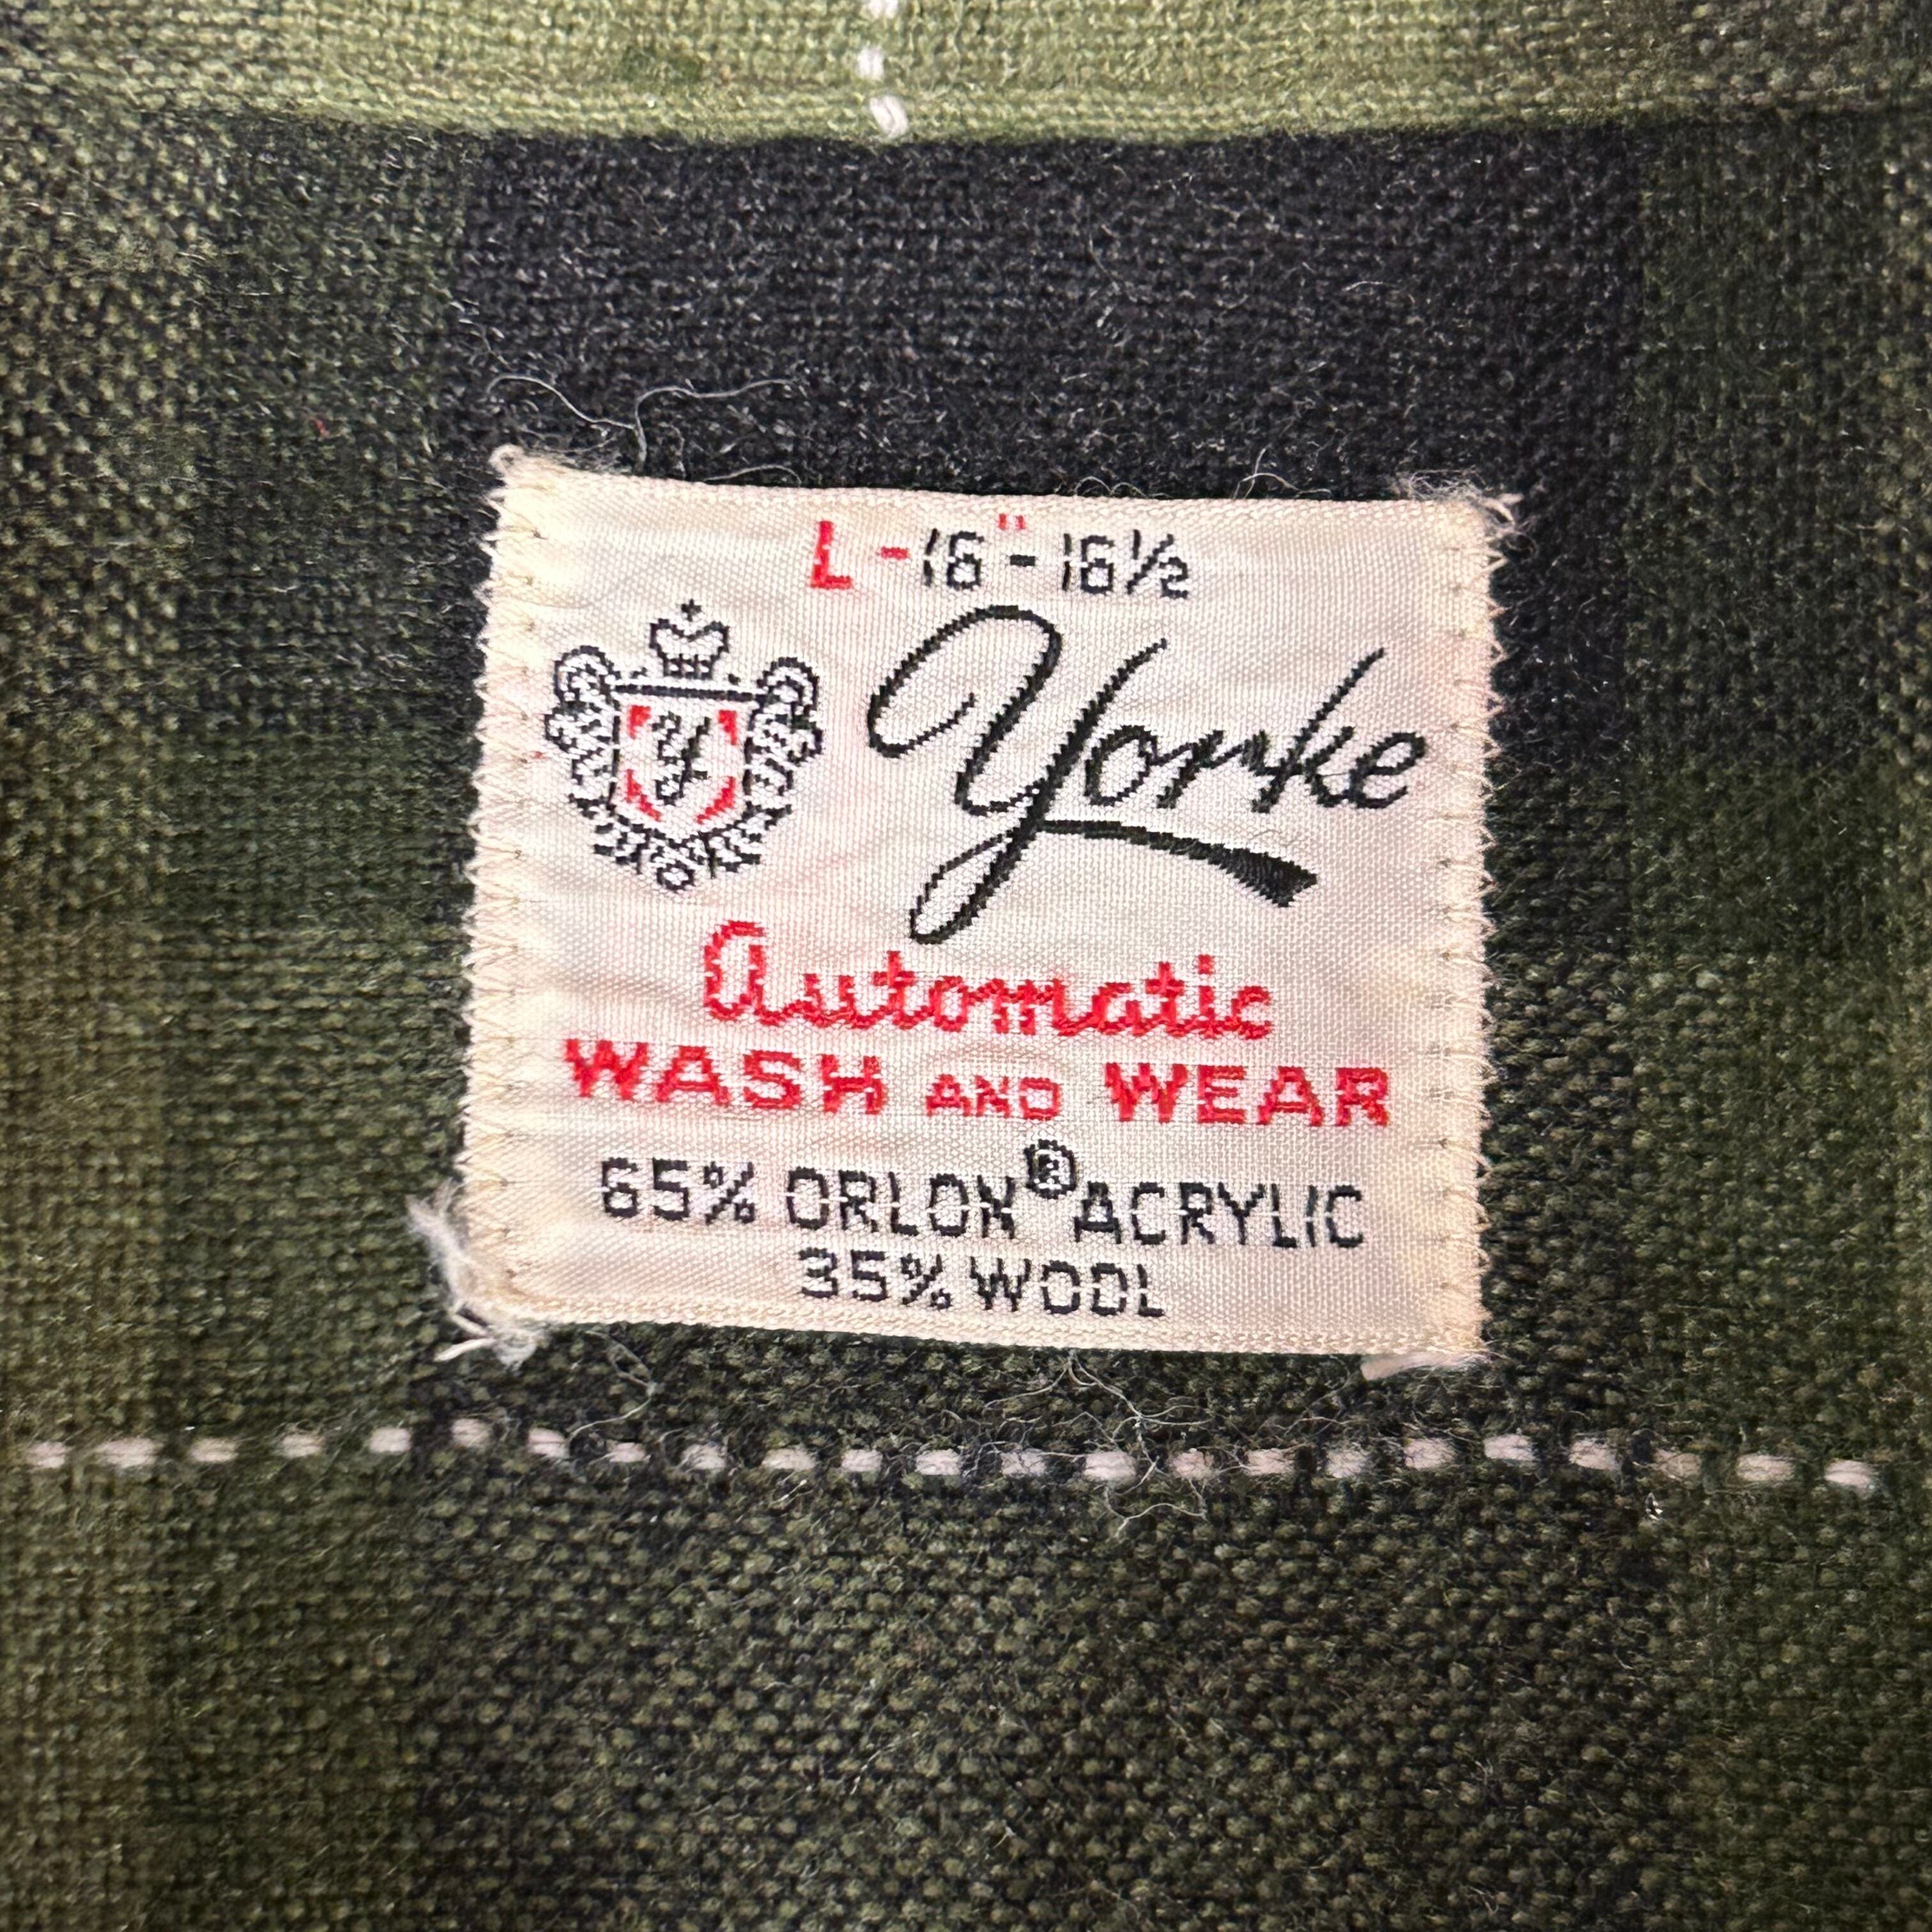 L-16"-16½
Y
Yorke
Automatic
WASH AND WEAR
65% ORLON® ACRYLIC
35% WOOL